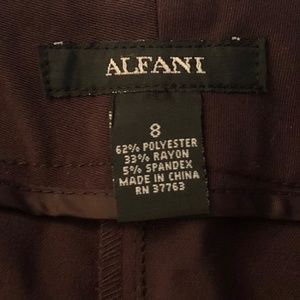 ALFANI
8
62% POLYESTER
33% RAYON
5% SPANDEX
MADE IN CHINA
RN 37763